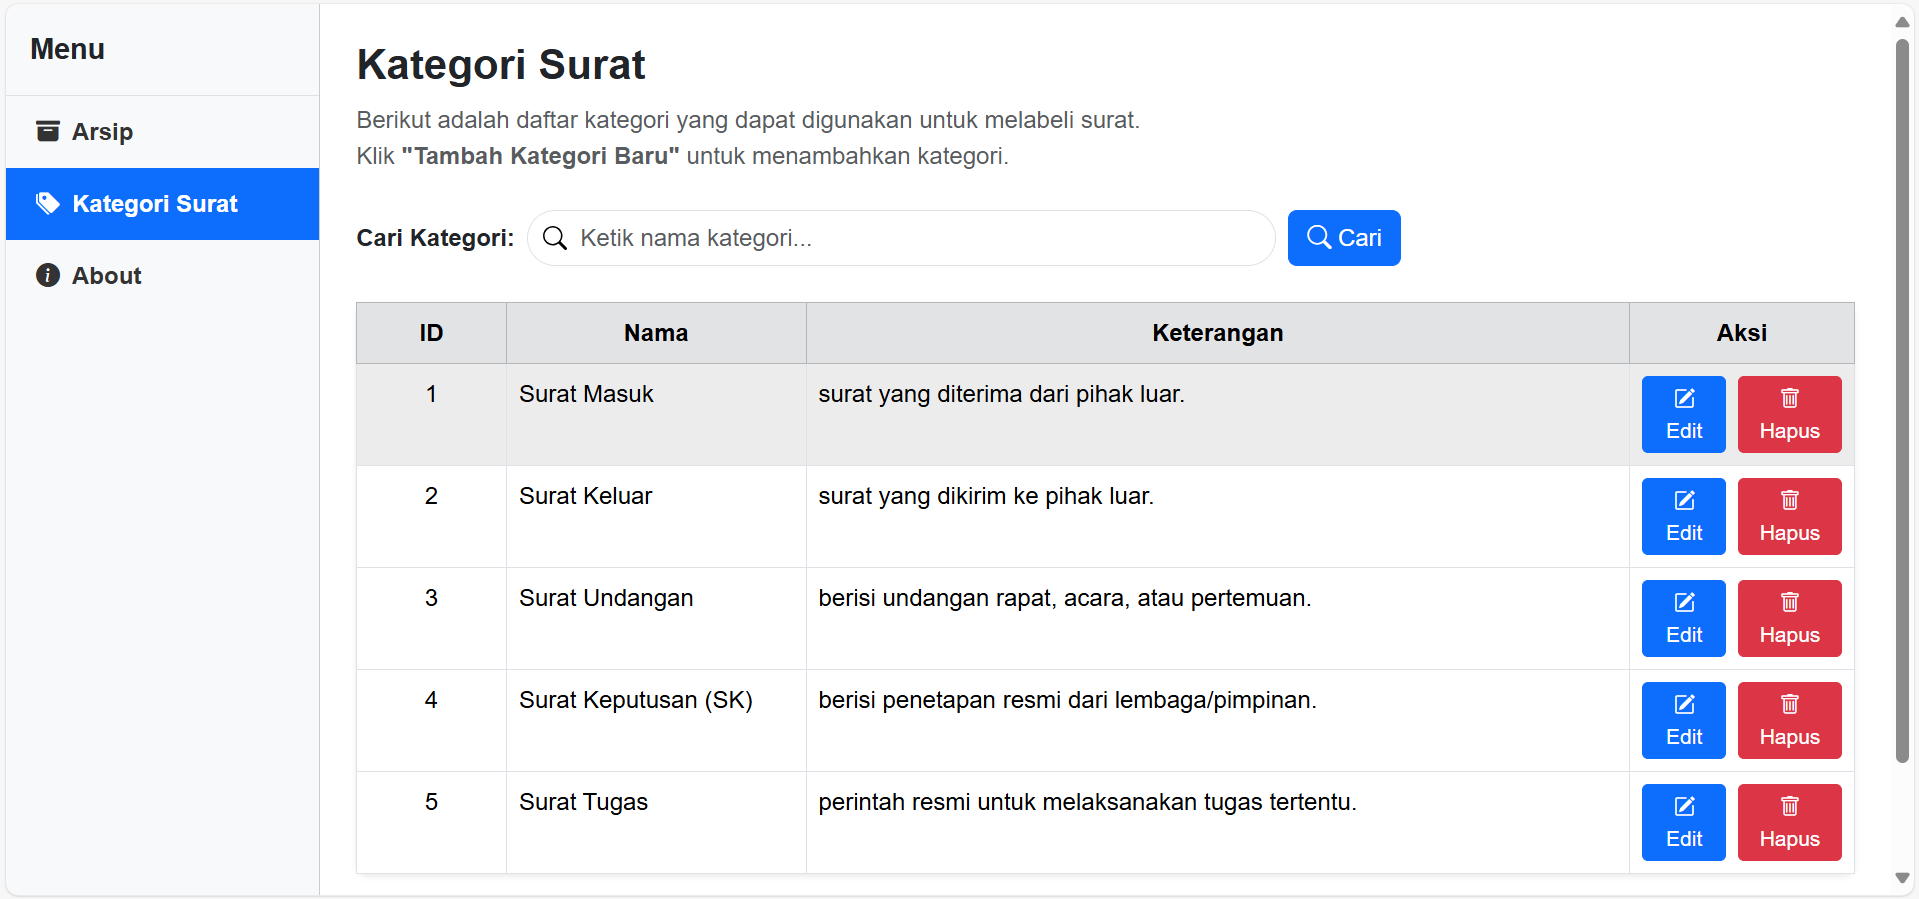 Menu
Arsip
Kategori Surat
About
Kategori Surat
Berikut adalah daftar kategori yang dapat digunakan untuk melabeli surat.
Klik "Tambah Kategori Baru" untuk menambahkan kategori.
Cari Kategori: Ketik nama kategori... Cari
ID Nama Keterangan Aksi
1 Surat Masuk surat yang diterima dari pihak luar. Edit Hapus
2 Surat Keluar surat yang dikirim ke pihak luar. Edit Hapus
3 Surat Undangan berisi undangan rapat, acara, atau pertemuan. Edit Hapus
4 Surat Keputusan (SK) berisi penetapan resmi dari lembaga/pimpinan. Edit Hapus
5 Surat Tugas perintah resmi untuk melaksanakan tugas tertentu. Edit Hapus